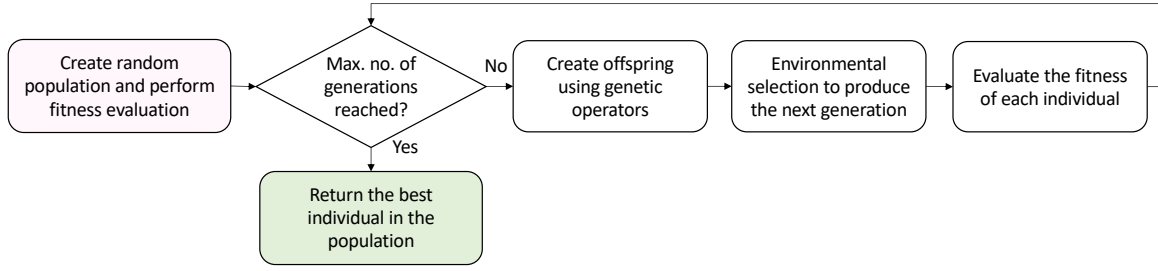 Create random
population and perform
fitness evaluation
Max. no. of
generations
reached?
No
Create offspring
using genetic
operators
Environmental
selection to produce
the next generation
Evaluate the fitness
of each individual
Yes
Return the best
individual in the
population